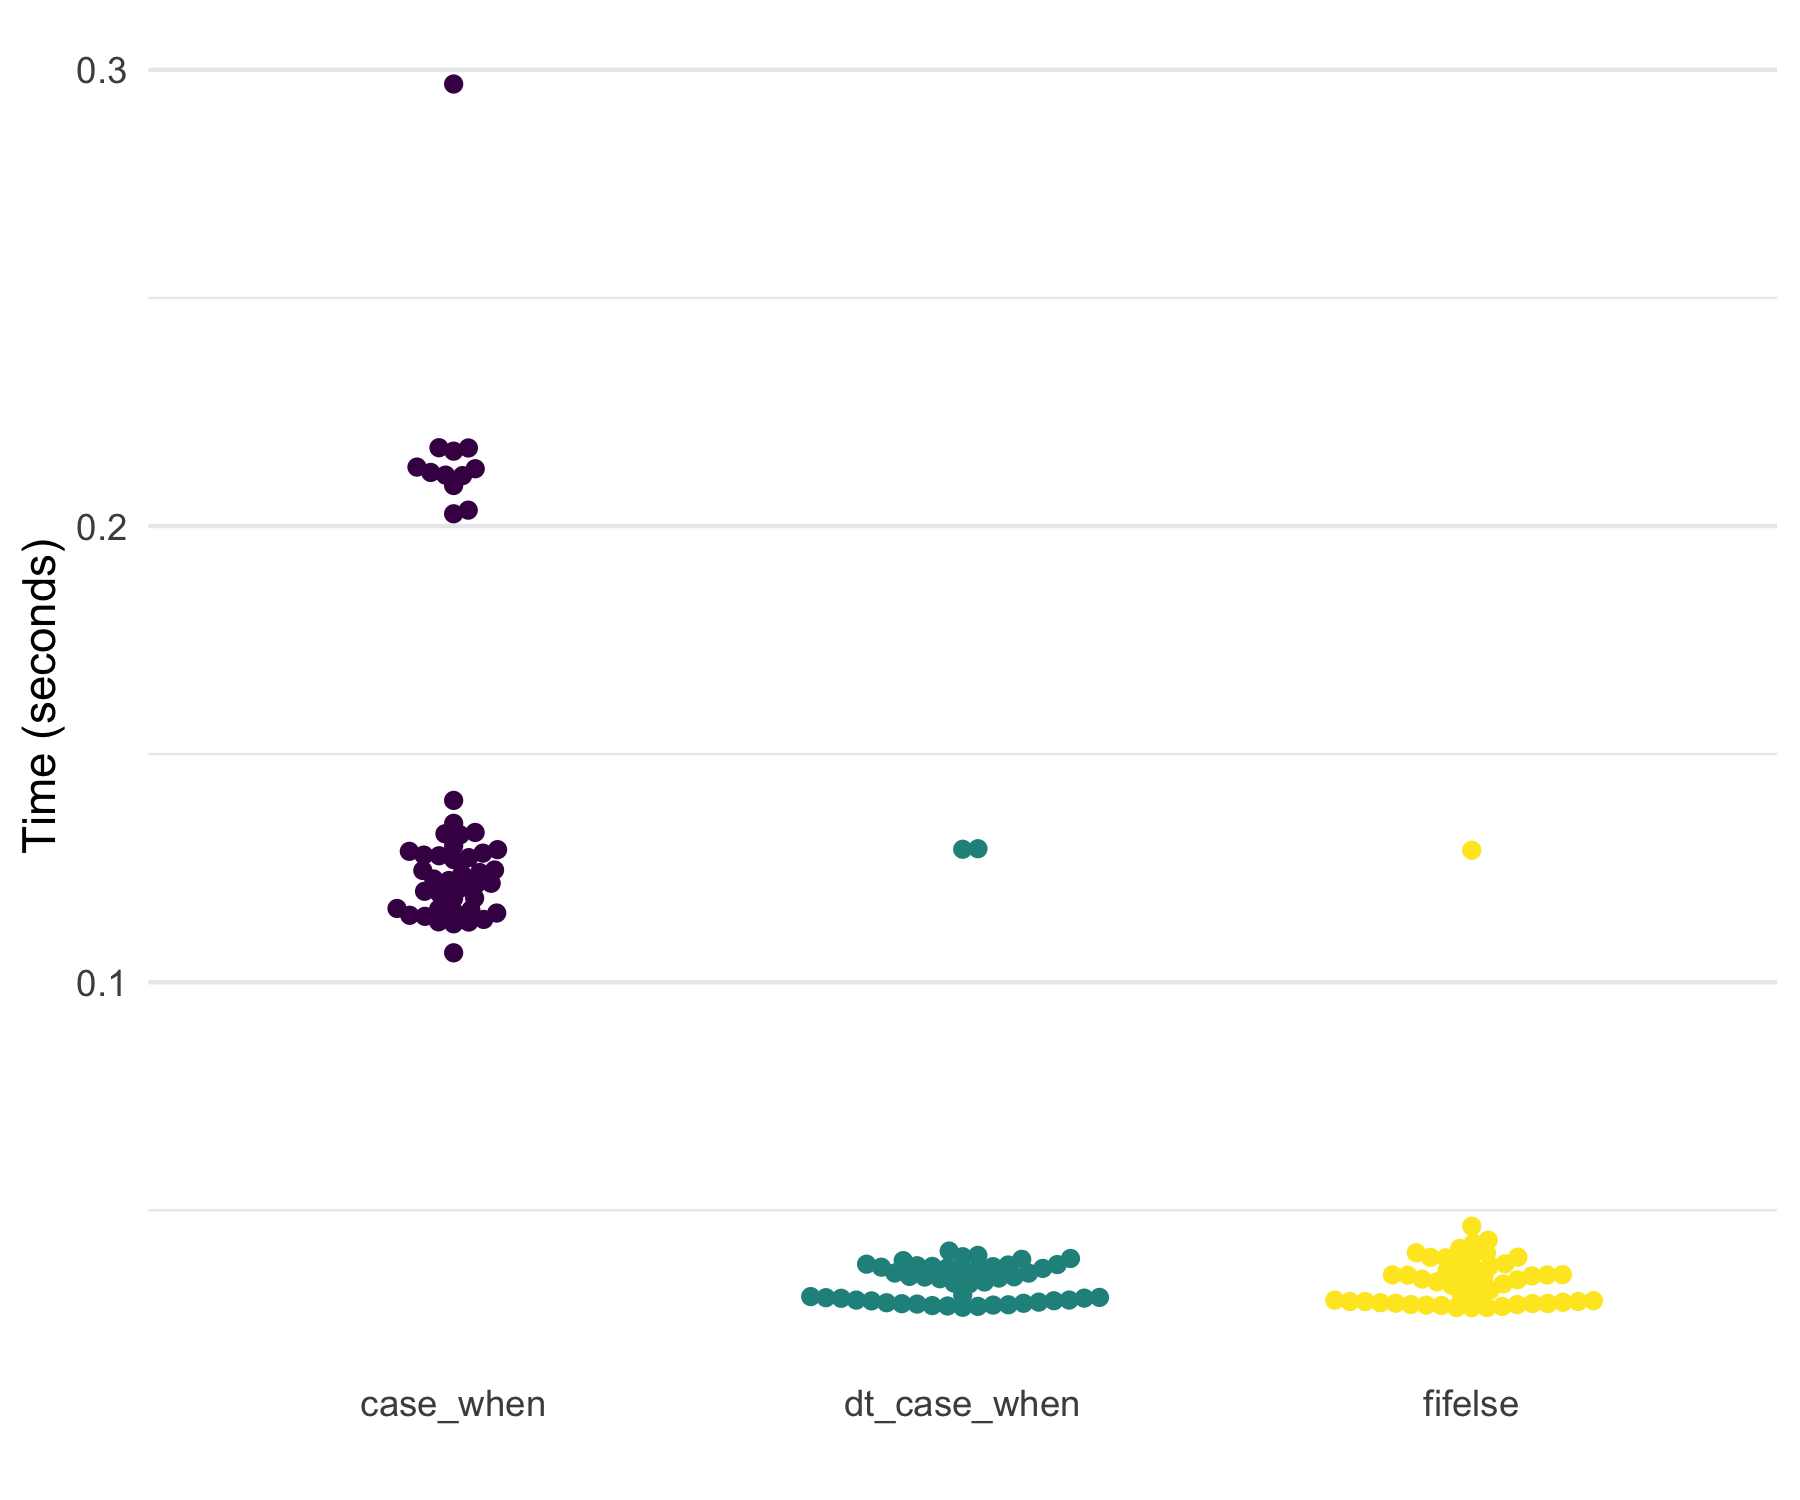 0.3
0.2
0.1
Time (seconds)
case_when
dt_case_when
fifelse